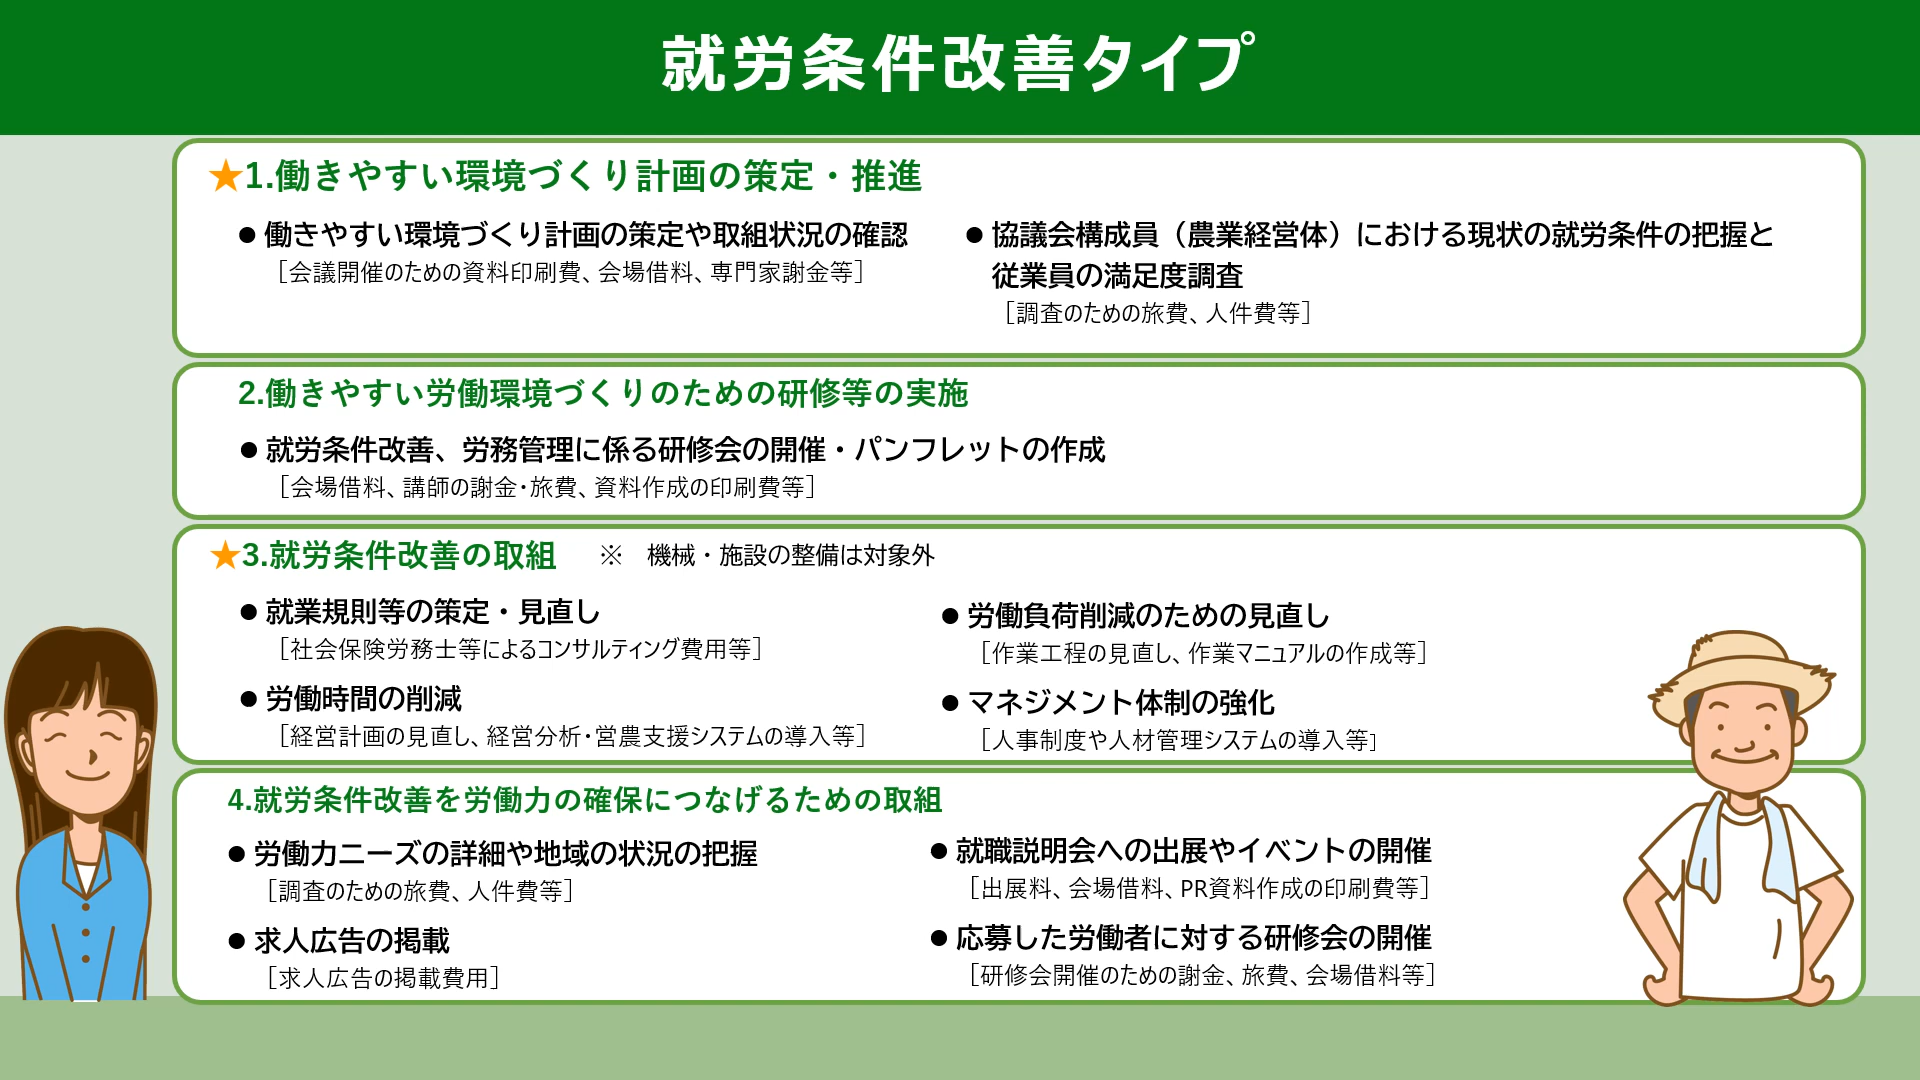 就労条件改善タイプ
★1.働きやすい環境づくり計画の策定・推進
● 働きやすい環境づくり計画の策定や取組状況の確認
［会議開催のための資料印刷費、会場借料、専門家謝金等］
● 協議会構成員（農業経営体）における現状の就労条件の把握と
従業員の満足度調査
［調査のための旅費、人件費等］
2.働きやすい労働環境づくりのための研修等の実施
● 就労条件改善、労務管理に係る研修会の開催・パンフレットの作成
［会場借料、講師の謝金・旅費、資料作成の印刷費等］
★3.就労条件改善の取組　※　機械・施設の整備は対象外
● 就業規則等の策定・見直し
［社会保険労務士等によるコンサルティング費用等］
● 労働時間の削減
［経営計画の見直し、経営分析・営農支援システムの導入等］
● 労働負荷削減のための見直し
［作業工程の見直し、作業マニュアルの作成等］
● マネジメント体制の強化
［人事制度や人材管理システムの導入等］
4.就労条件改善を労働力の確保につなげるための取組
● 労働力ニーズの詳細や地域の状況の把握
［調査のための旅費、人件費等］
● 求人広告の掲載
［求人広告の掲載費用］
● 就職説明会への出展やイベントの開催
［出展料、会場借料、PR資料作成の印刷費等］
● 応募した労働者に対する研修会の開催
［研修会開催のための謝金、旅費、会場借料等］